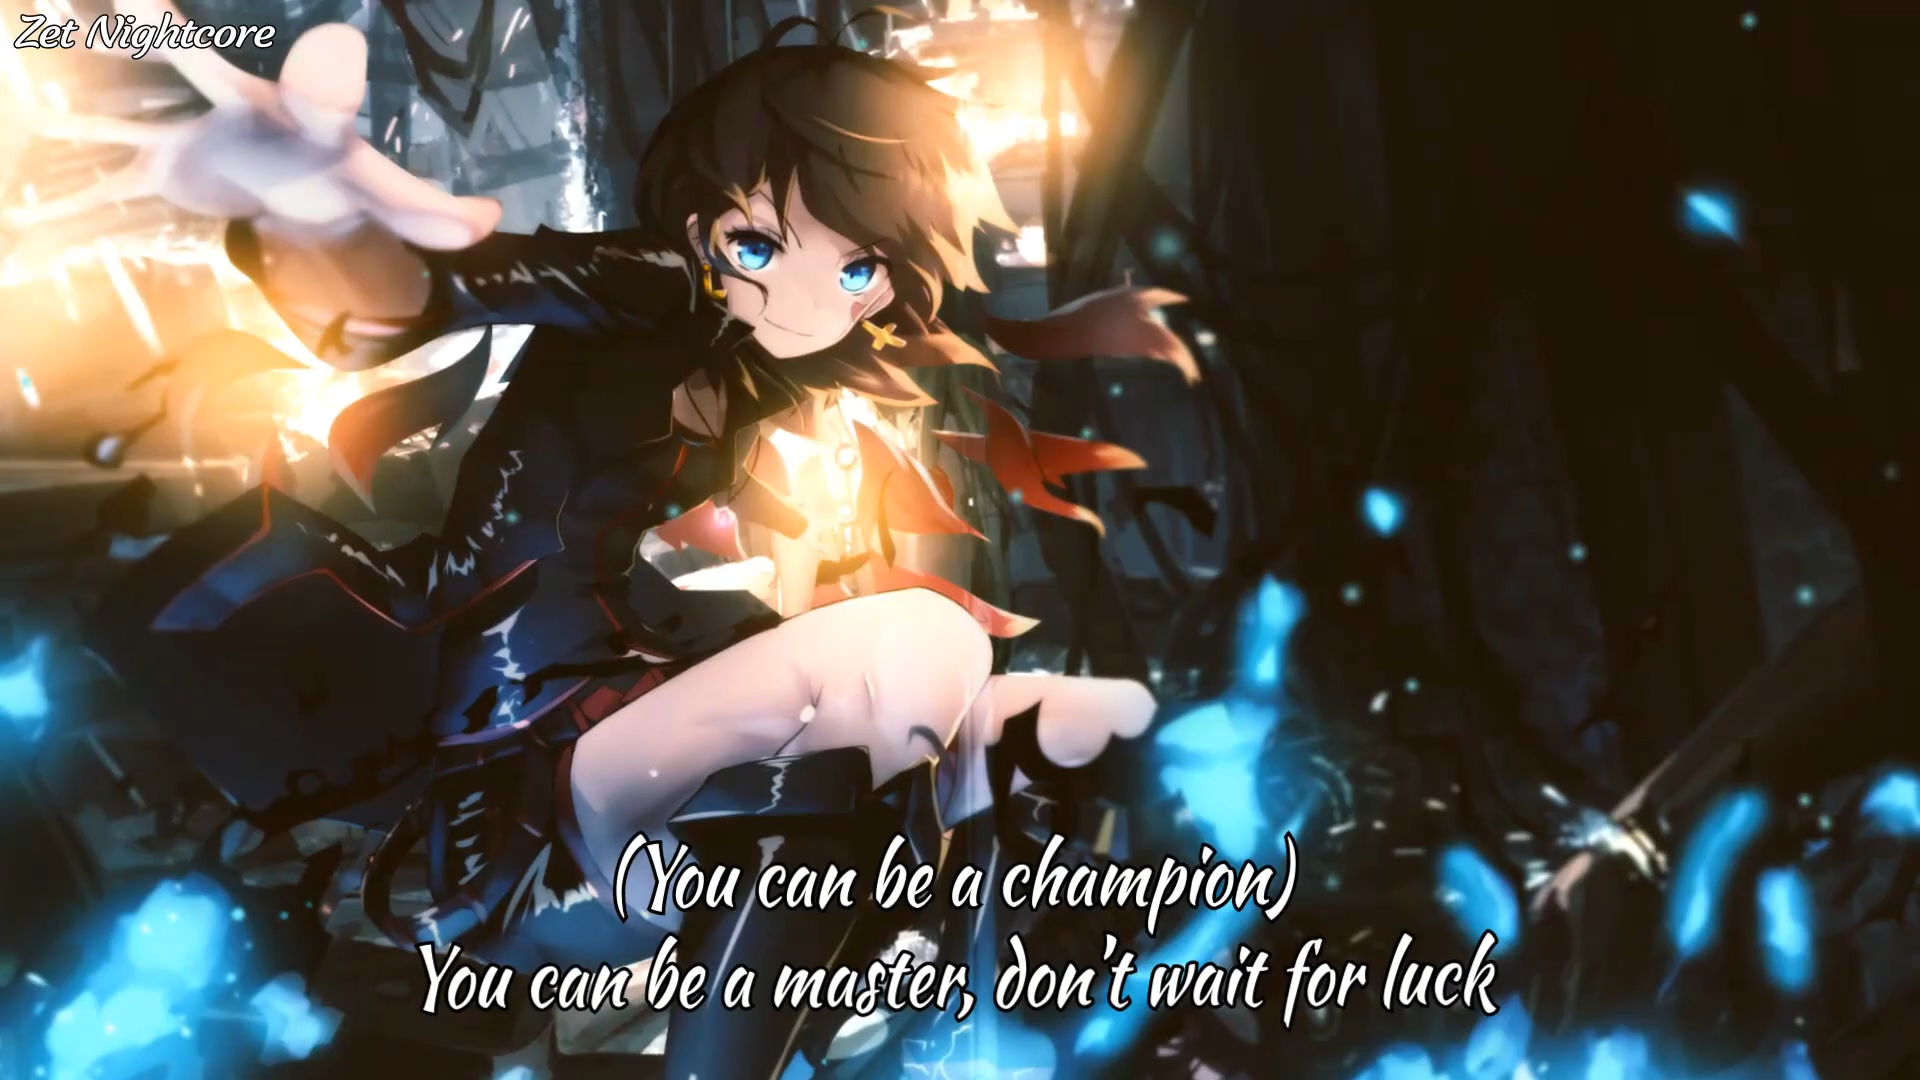 Zet Nightcore
(You can be a champion)
You can be a master, don't wait for luck